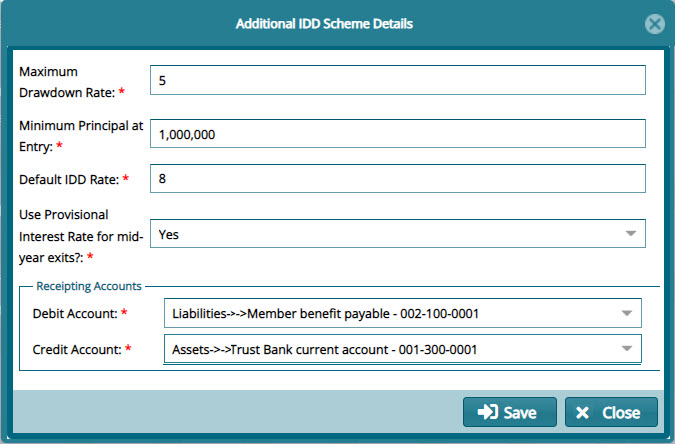 Additional IDD Scheme Details
Maximum
Drawdown Rate: *
5
Minimum Principal at
Entry: *
1,000,000
Default IDD Rate: *
8
Use Provisional
Interest Rate for mid-
year exits?: *
Yes
Receipting Accounts
Debit Account: *
Liabilities->->Member benefit payable - 002-100-0001
Credit Account: *
Assets->->Trust Bank current account - 001-300-0001
Save
Close